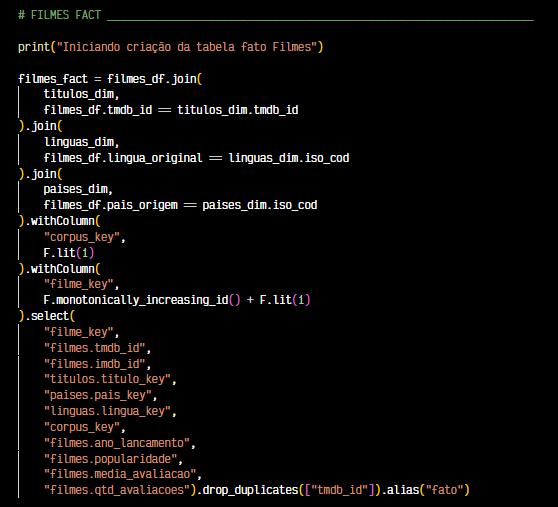 # FILMES FACT ____________________________________________________________
print("Iniciando criação da tabela fato Filmes")
filmes_fact = filmes_df.join(
    titulos_dim,
    filmes_df.tmdb_id == titulos_dim.tmdb_id
).join(
    linguas_dim,
    filmes_df.lingua_original == linguas_dim.iso_cod
).join(
    paises_dim,
    filmes_df.pais_origem == paises_dim.iso_cod
).withColumn(
    "corpus_key",
    F.lit(1)
).withColumn(
    "filme_key",
    F.monotonically_increasing_id() + F.lit(1)
).select(
    "filme_key",
    "filmes.tmdb_id",
    "filmes.imdb_id",
    "titulos.titulo_key",
    "paises.pais_key",
    "linguas.lingua_key",
    "corpus_key",
    "filmes.ano_lancamento",
    "filmes.popularidade",
    "filmes.media_avaliacao",
    "filmes.qtd_avaliacoes").drop_duplicates(["tmdb_id"]).alias("fato")